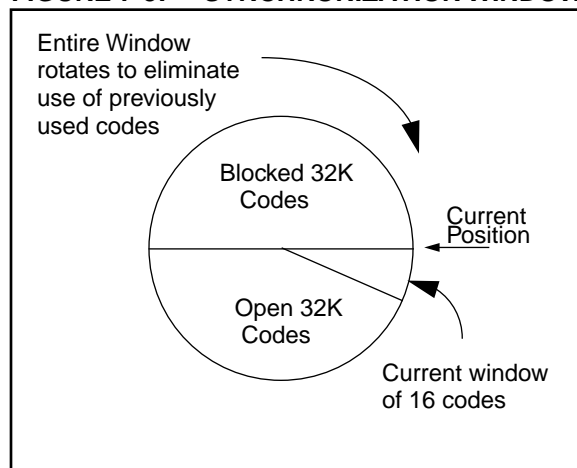 Entire Window
rotates to eliminate
use of previously
used codes
Blocked 32K
Codes
Current
Position
Open 32K
Codes
Current window
of 16 codes